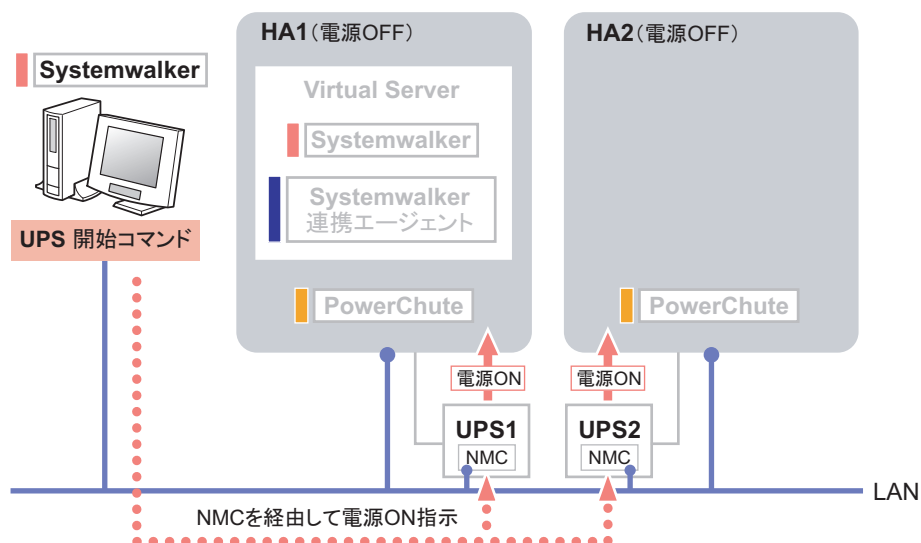 HA1（電源OFF）
HA2（電源OFF）
Systemwalker
Virtual Server
Systemwalker
Systemwalker
連携エージェント
UPS 開始コマンド
PowerChute
PowerChute
電源ON
電源ON
UPS1
NMC
UPS2
NMC
LAN
NMCを経由して電源ON指示